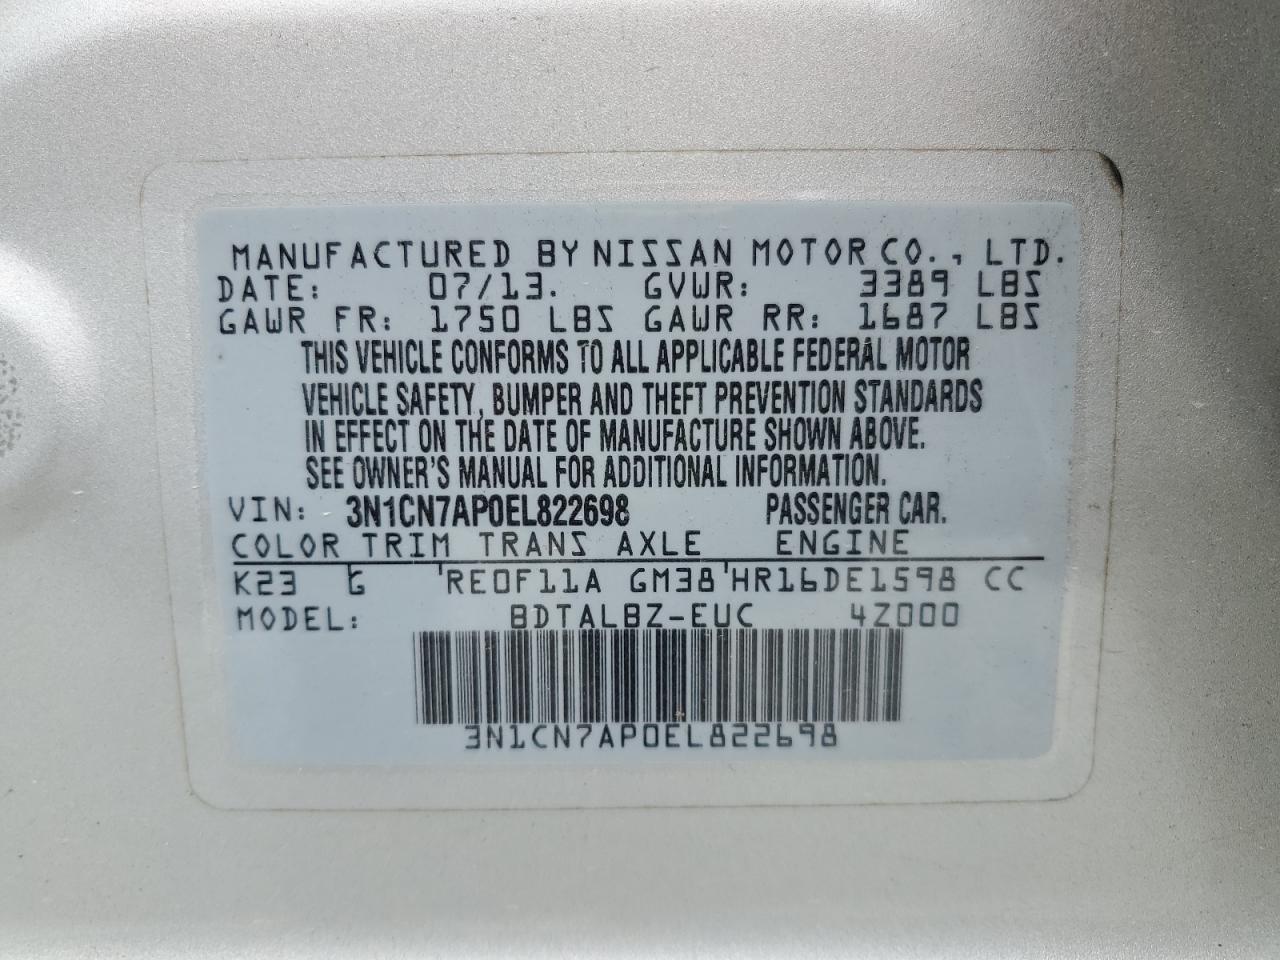 MANUFACTURED BY NISSAN MOTOR CO., LTD.
DATE: 07/13. GVWR: 3389 LBS
GAWR FR: 1750 LBS GAWR RR: 1687 LBS
THIS VEHICLE CONFORMS TO ALL APPLICABLE FEDERAL MOTOR
VEHICLE SAFETY, BUMPER AND THEFT PREVENTION STANDARDS
IN EFFECT ON THE DATE OF MANUFACTURE SHOWN ABOVE.
SEE OWNER'S MANUAL FOR ADDITIONAL INFORMATION.
VIN: 3N1CN7AP0EL822698 PASSENGER CAR.
COLOR TRIM TRANS AXLE ENGINE
K23 G 'RE0F11A GM38'HR16DE1598 CC
MODEL: BDTALBZ-EUC 4Z000
3N1CN7AP0EL822698